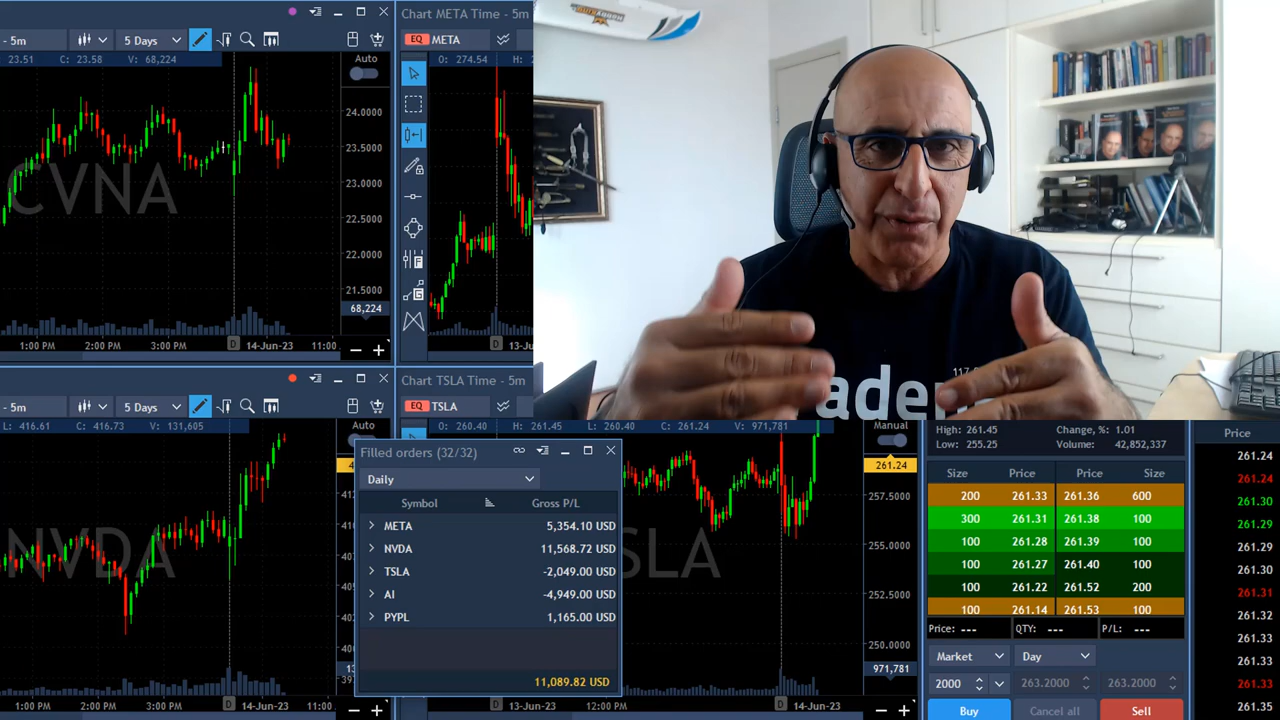 - 5m
5 Days
23.51 C: 23.58 V: 68,224
Auto
24.0000
23.5000
23.0000
22.5000
22.0000
21.5000
68,224
CVNA
1:00 PM 2:00 PM 3:00 PM D 14-Jun-23 11:00
Chart META Time - 5m
EQ META
O: 274.54 H: 2
D 13-Ju
- 5m
5 Days
L: 416.61 C: 416.73 V: 131,605
Auto
NVDA
1:00 PM 2:00 PM 3:00 PM D 14-Jun-23 11:00
Chart TSLA Time - 5m
EQ TSLA
O: 260.40 H: 26 C: 261.24 V: 971,781
Manual
261.24
257.5000
255.0000
252.5000
250.0000
971,781
SLA
13-Jun-23 12:00 PM 2:00 PM D 14-Jun-23
Filled orders (32/32)
Daily
Symbol Gross P/L
META 5,354.10 USD
NVDA 11,568.72 USD
TSLA -2,049.00 USD
AI -4,949.00 USD
PYPL 1,165.00 USD
11,089.82 USD
ader
High: 261.45 Change, %: 1.01
Low: 255.25 Volume: 42,852,337
Size Price Price Size
200 261.33 261.36 600
300 261.31 261.38 100
100 261.28 261.39 100
100 261.27 261.40 100
100 261.22 261.52 200
100 261.14 261.53 100
Price: --- QTY: --- P/L: ---
Market Day
2000 263.2000 263.2000
Buy Cancel all Sell
Price
261.24
261.24
261.30
261.29
261.29
261.30
261.31
261.32
261.33
261.33
261.33
261.31
261.35